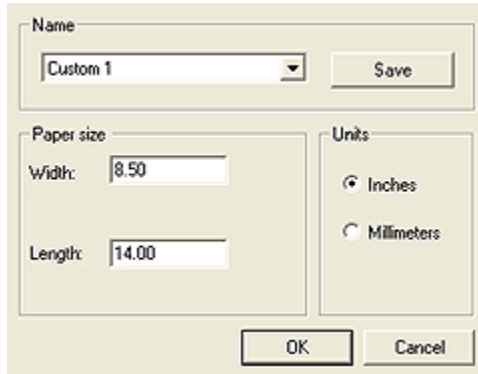 Name
Custom 1
Save
Paper size
Width: 8.50
Length: 14.00
Units
Inches
Millimeters
OK Cancel